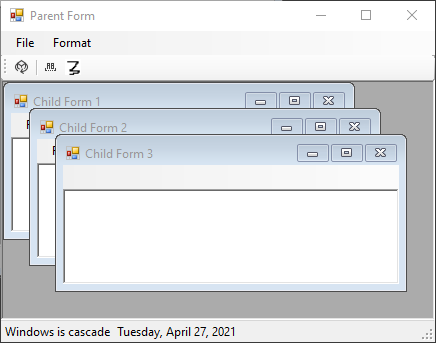 Parent Form
File Format
Child Form 1
Child Form 2
Child Form 3
Windows is cascade Tuesday, April 27, 2021